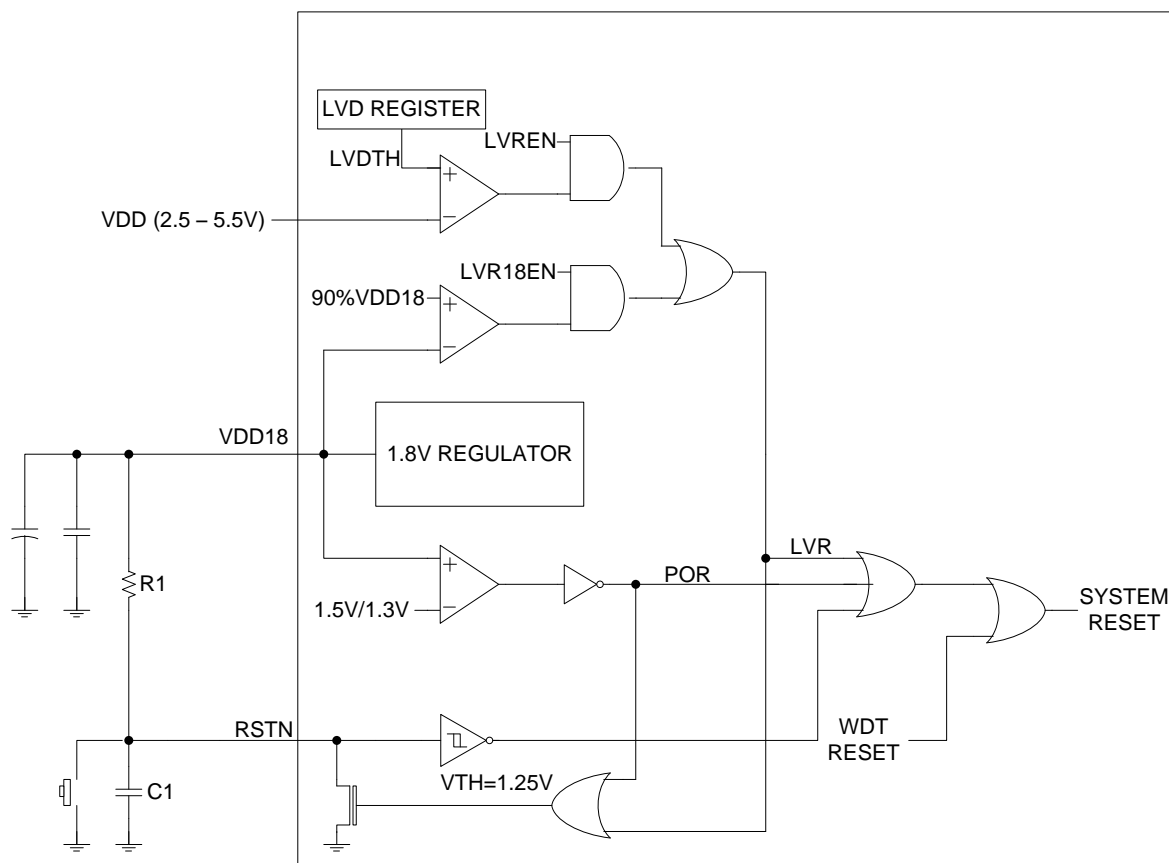 LVD REGISTER
LVREN
LVDTH
+
−
VDD (2.5 – 5.5V)
LVR18EN
90%VDD18
+
−
VDD18
1.8V REGULATOR
LVR
+
POR
R1
1.5V/1.3V
−
SYSTEM
RESET
RSTN
WDT
RESET
VTH=1.25V
C1